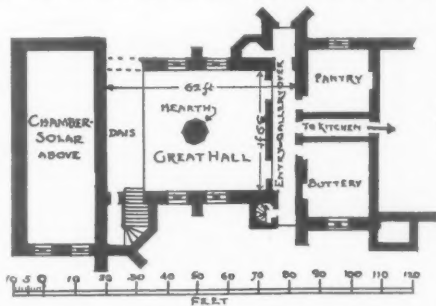 62 ft
PANTRY
HEARTH
CHAMBER-
SOLAR
ABOVE
DAIS
GREAT HALL
39 ft
ENTRY-GALLERY OVER
TO KITCHEN
BUTTERY
10 5 0 10 20 30 40 50 60 70 80 90 100 110 120
FEET